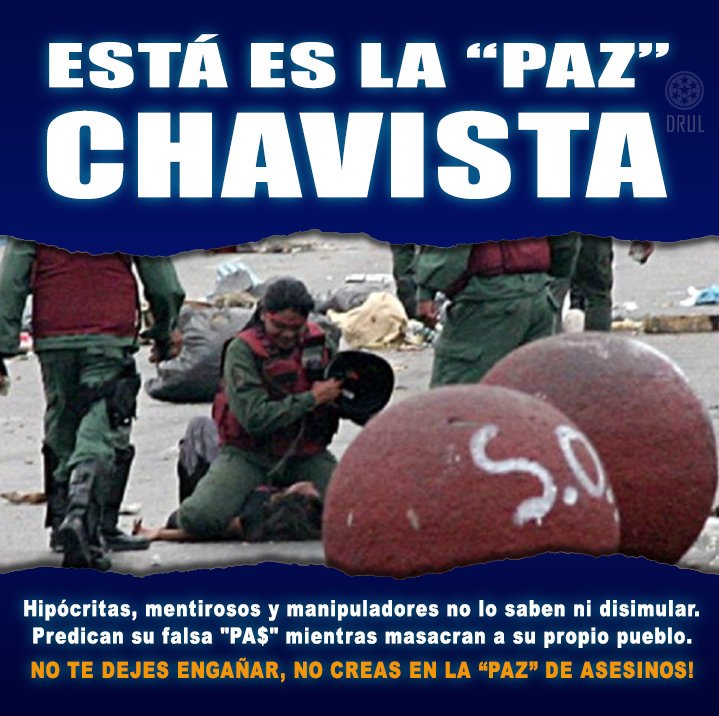 ESTÁ ES LA “PAZ”
CHAVISTA
DRUL
S.O.
Hipócritas, mentirosos y manipuladores no lo saben ni disimular.
Predican su falsa "PA$" mientras masacran a su propio pueblo.
NO TE DEJES ENGAÑAR, NO CREAS EN LA “PAZ” DE ASESINOS!